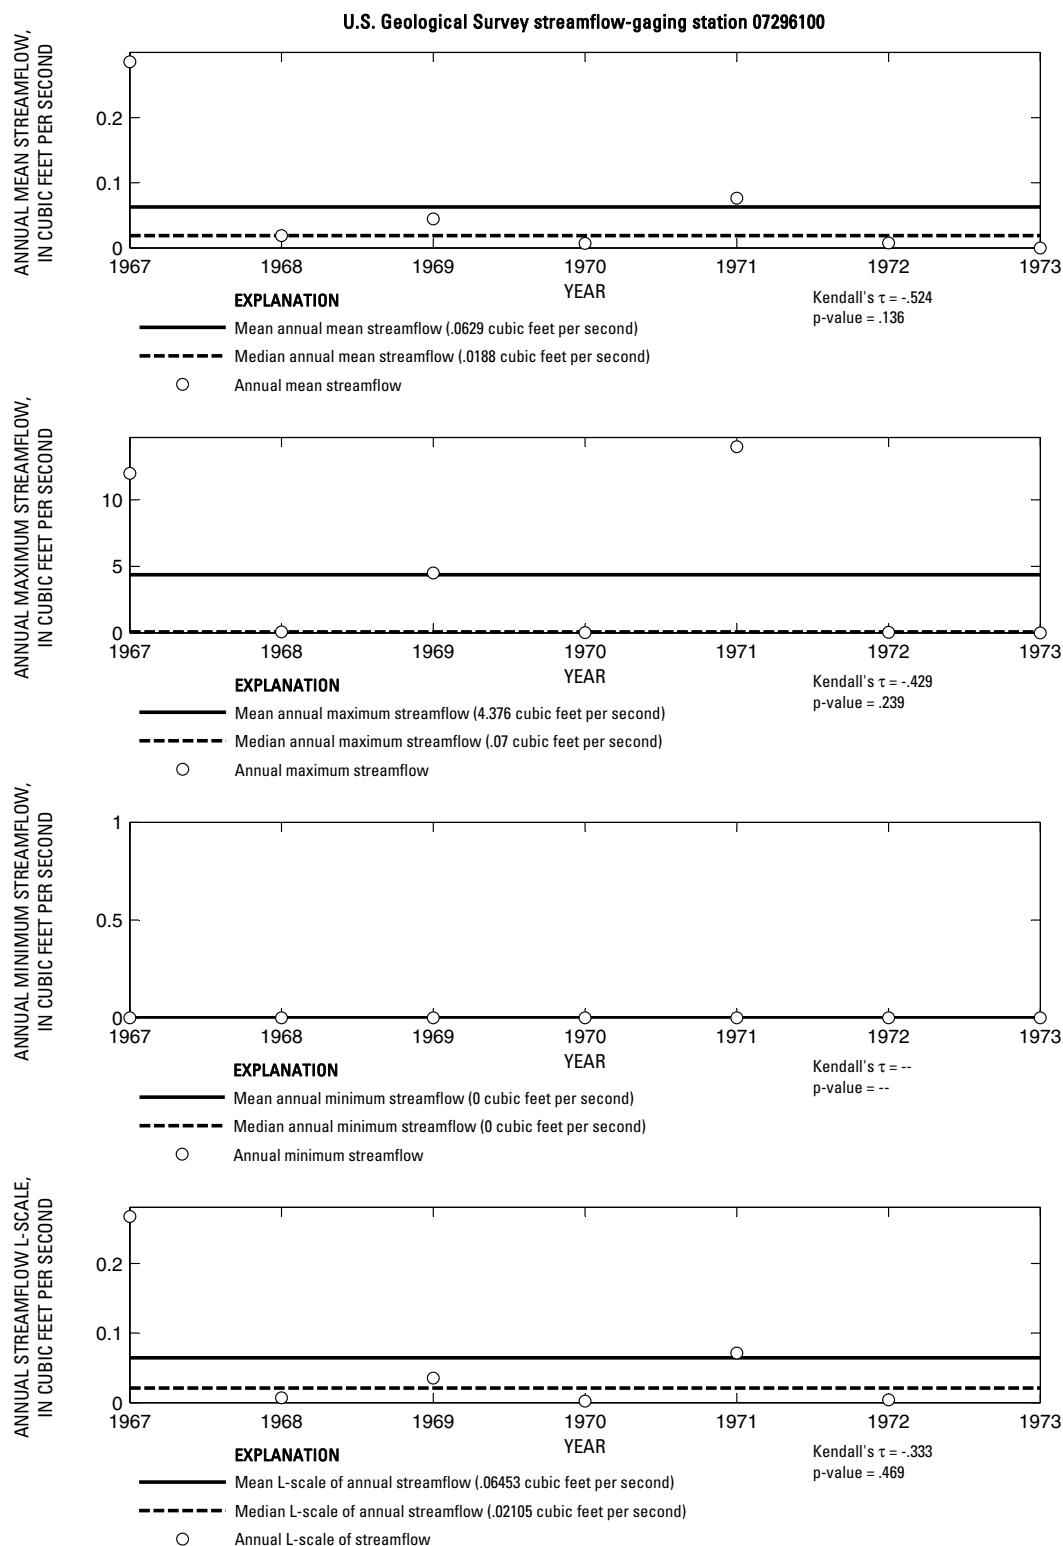 U.S. Geological Survey streamflow-gaging station 07296100
ANNUAL MEAN STREAMFLOW,
IN CUBIC FEET PER SECOND
0.2
0.1
0
1967 1968 1969 1970 1971 1972 1973
YEAR
Kendall's τ = -.524
p-value = .136
EXPLANATION
Mean annual mean streamflow (.0629 cubic feet per second)
Median annual mean streamflow (.0188 cubic feet per second)
Annual mean streamflow
ANNUAL MAXIMUM STREAMFLOW,
IN CUBIC FEET PER SECOND
10
5
0
1967 1968 1969 1970 1971 1972 1973
YEAR
Kendall's τ = -.429
p-value = .239
EXPLANATION
Mean annual maximum streamflow (4.376 cubic feet per second)
Median annual maximum streamflow (.07 cubic feet per second)
Annual maximum streamflow
ANNUAL MINIMUM STREAMFLOW,
IN CUBIC FEET PER SECOND
1
0.5
0
1967 1968 1969 1970 1971 1972 1973
YEAR
Kendall's τ = --
p-value = --
EXPLANATION
Mean annual minimum streamflow (0 cubic feet per second)
Median annual minimum streamflow (0 cubic feet per second)
Annual minimum streamflow
ANNUAL STREAMFLOW L-SCALE,
IN CUBIC FEET PER SECOND
0.2
0.1
0
1967 1968 1969 1970 1971 1972 1973
YEAR
Kendall's τ = -.333
p-value = .469
EXPLANATION
Mean L-scale of annual streamflow (.06453 cubic feet per second)
Median L-scale of annual streamflow (.02105 cubic feet per second)
Annual L-scale of streamflow